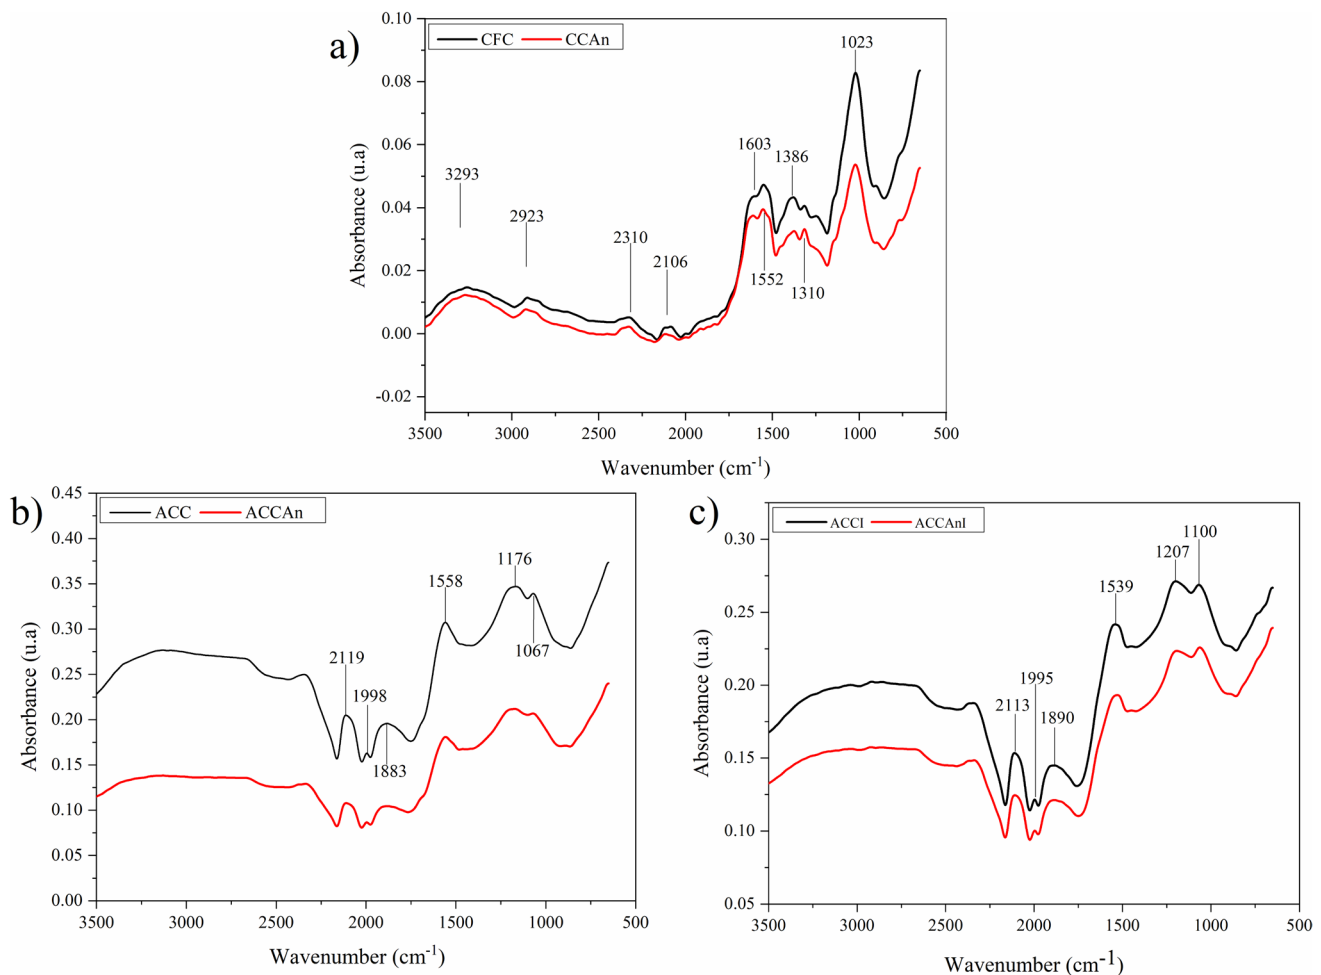 a)
CFC CCAn
0.10
0.08
0.06
0.04
0.02
0.00
-0.02
Absorbance (u.a)
3293
2923
2310
2106
1603
1386
1023
1552
1310
3500 3000 2500 2000 1500 1000 500
Wavenumber (cm-1)
b)
ACC ACCAn
0.45
0.40
0.35
0.30
0.25
0.20
0.15
0.10
0.05
0.00
Absorbance (u.a)
2119
1998
1883
1558
1176
1067
3500 3000 2500 2000 1500 1000 500
Wavenumber (cm-1)
c)
ACCI ACCAnI
0.30
0.25
0.20
0.15
0.10
0.05
Absorbance (u.a)
2113
1995
1890
1539
1207
1100
3500 3000 2500 2000 1500 1000 500
Wavenumber (cm-1)